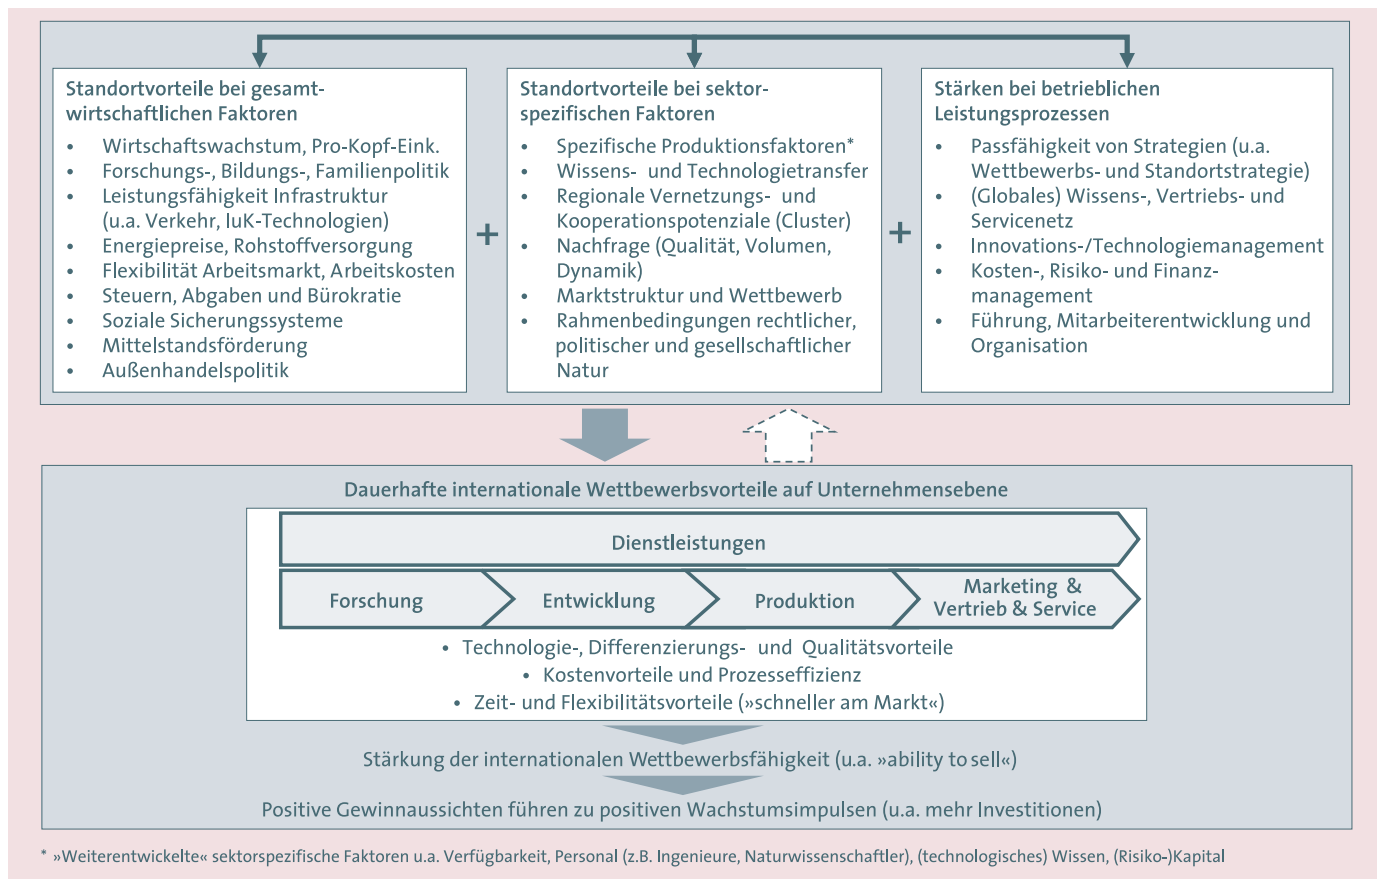 Standortvorteile bei gesamt-
wirtschaftlichen Faktoren
• Wirtschaftswachstum, Pro-Kopf-Eink.
• Forschungs-, Bildungs-, Familienpolitik
• Leistungsfähigkeit Infrastruktur
(u.a. Verkehr, IuK-Technologien)
• Energiepreise, Rohstoffversorgung
• Flexibilität Arbeitsmarkt, Arbeitskosten
• Steuern, Abgaben und Bürokratie
• Soziale Sicherungssysteme
• Mittelstandsförderung
• Außenhandelspolitik
+
Standortvorteile bei sektor-
spezifischen Faktoren
• Spezifische Produktionsfaktoren*
• Wissens- und Technologietransfer
• Regionale Vernetzungs- und
Kooperationspotenziale (Cluster)
• Nachfrage (Qualität, Volumen,
Dynamik)
• Marktstruktur und Wettbewerb
• Rahmenbedingungen rechtlicher,
politischer und gesellschaftlicher
Natur
+
Stärken bei betrieblichen
Leistungsprozessen
• Passfähigkeit von Strategien (u.a.
Wettbewerbs- und Standortstrategie)
• (Globales) Wissens-, Vertriebs- und
Servicenetz
• Innovations-/Technologiemanagement
• Kosten-, Risiko- und Finanz-
management
• Führung, Mitarbeiterentwicklung und
Organisation
Dauerhafte internationale Wettbewerbsvorteile auf Unternehmensebene
Dienstleistungen
Forschung
Entwicklung
Produktion
Marketing &
Vertrieb & Service
• Technologie-, Differenzierungs- und Qualitätsvorteile
• Kostenvorteile und Prozesseffizienz
• Zeit- und Flexibilitätsvorteile (»schneller am Markt«)
Stärkung der internationalen Wettbewerbsfähigkeit (u.a. »ability to sell«)
Positive Gewinnaussichten führen zu positiven Wachstumsimpulsen (u.a. mehr Investitionen)
* »Weiterentwickelte« sektorspezifische Faktoren u.a. Verfügbarkeit, Personal (z.B. Ingenieure, Naturwissenschaftler), (technologisches) Wissen, (Risiko-)Kapital